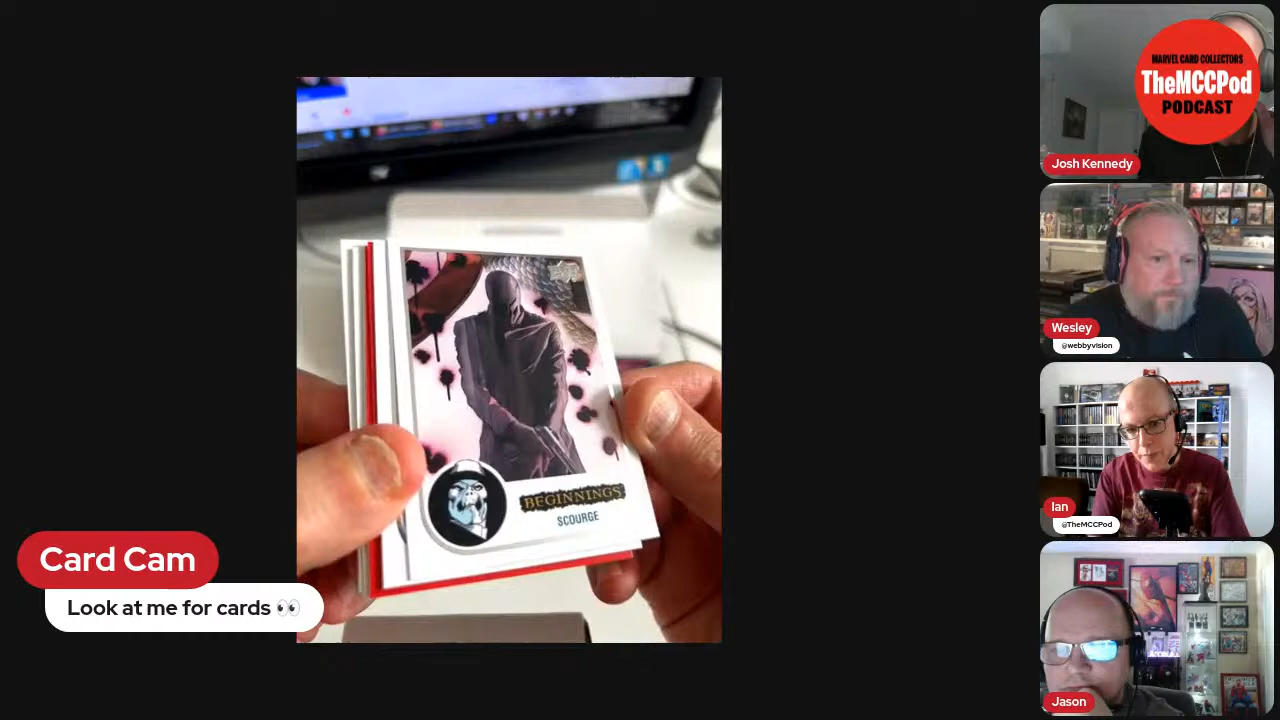 MARVEL CARD COLLECTORS
TheMCCPod
PODCAST
Josh Kennedy
Wesley
@webbyvision
BEGINNINGS
SCOURGE
Ian
@TheMCCPod
Card Cam
Look at me for cards 👀
Jason